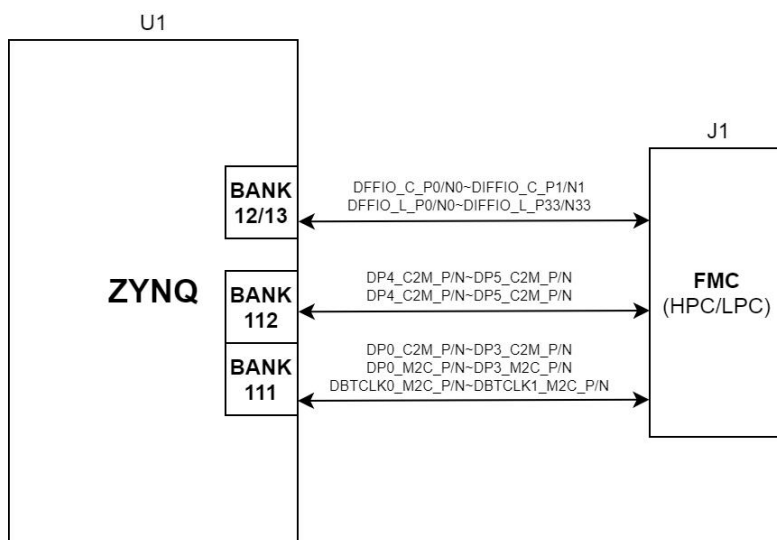 U1
J1
BANK
12/13
DFFIO_C_P0/N0~DIFFIO_C_P1/N1
DFFIO_L_P0/N0~DIFFIO_L_P33/N33
ZYNQ
BANK
112
DP4_C2M_P/N~DP5_C2M_P/N
DP4_C2M_P/N~DP5_C2M_P/N
FMC
(HPC/LPC)
BANK
111
DP0_C2M_P/N~DP3_C2M_P/N
DP0_M2C_P/N~DP3_M2C_P/N
DBTCLK0_M2C_P/N~DBTCLK1_M2C_P/N